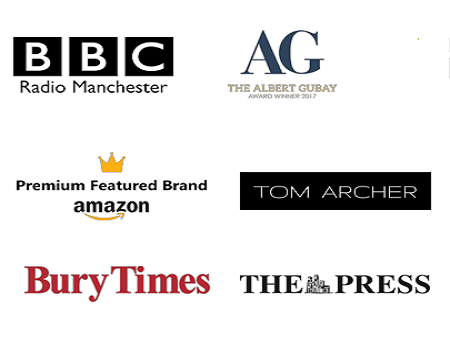 BBC
Radio Manchester
AG
THE ALBERT GUBAY
AWARD WINNER 2017
Premium Featured Brand
amazon
TOM ARCHER
Bury Times
THE PRESS